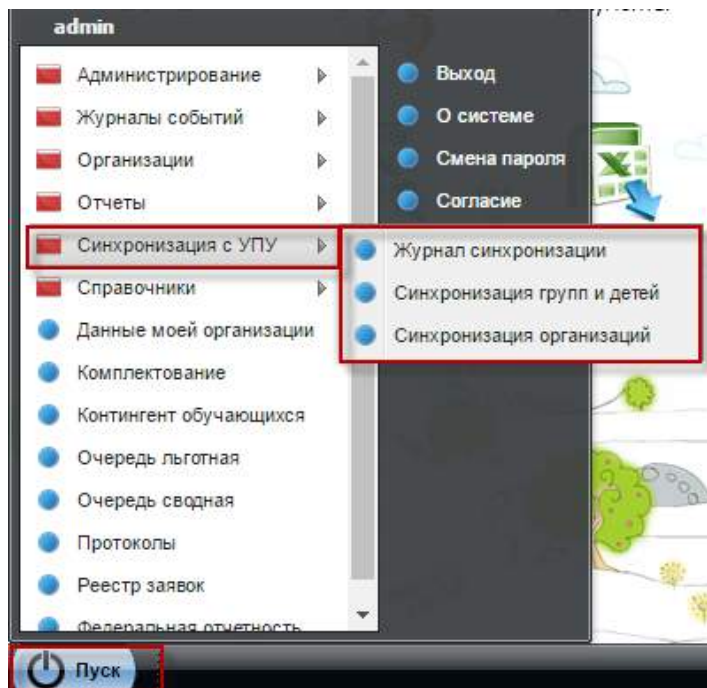 admin
Администрирование
Журналы событий
Организации
Отчеты
Синхронизация с УПУ
Справочники
Данные моей организации
Комплектование
Контингент обучающихся
Очередь льготная
Очередь сводная
Протоколы
Реестр заявок
Федеральная отчетность
Выход
О системе
Смена пароля
Согласие
Журнал синхронизации
Синхронизация групп и детей
Синхронизация организаций
Пуск